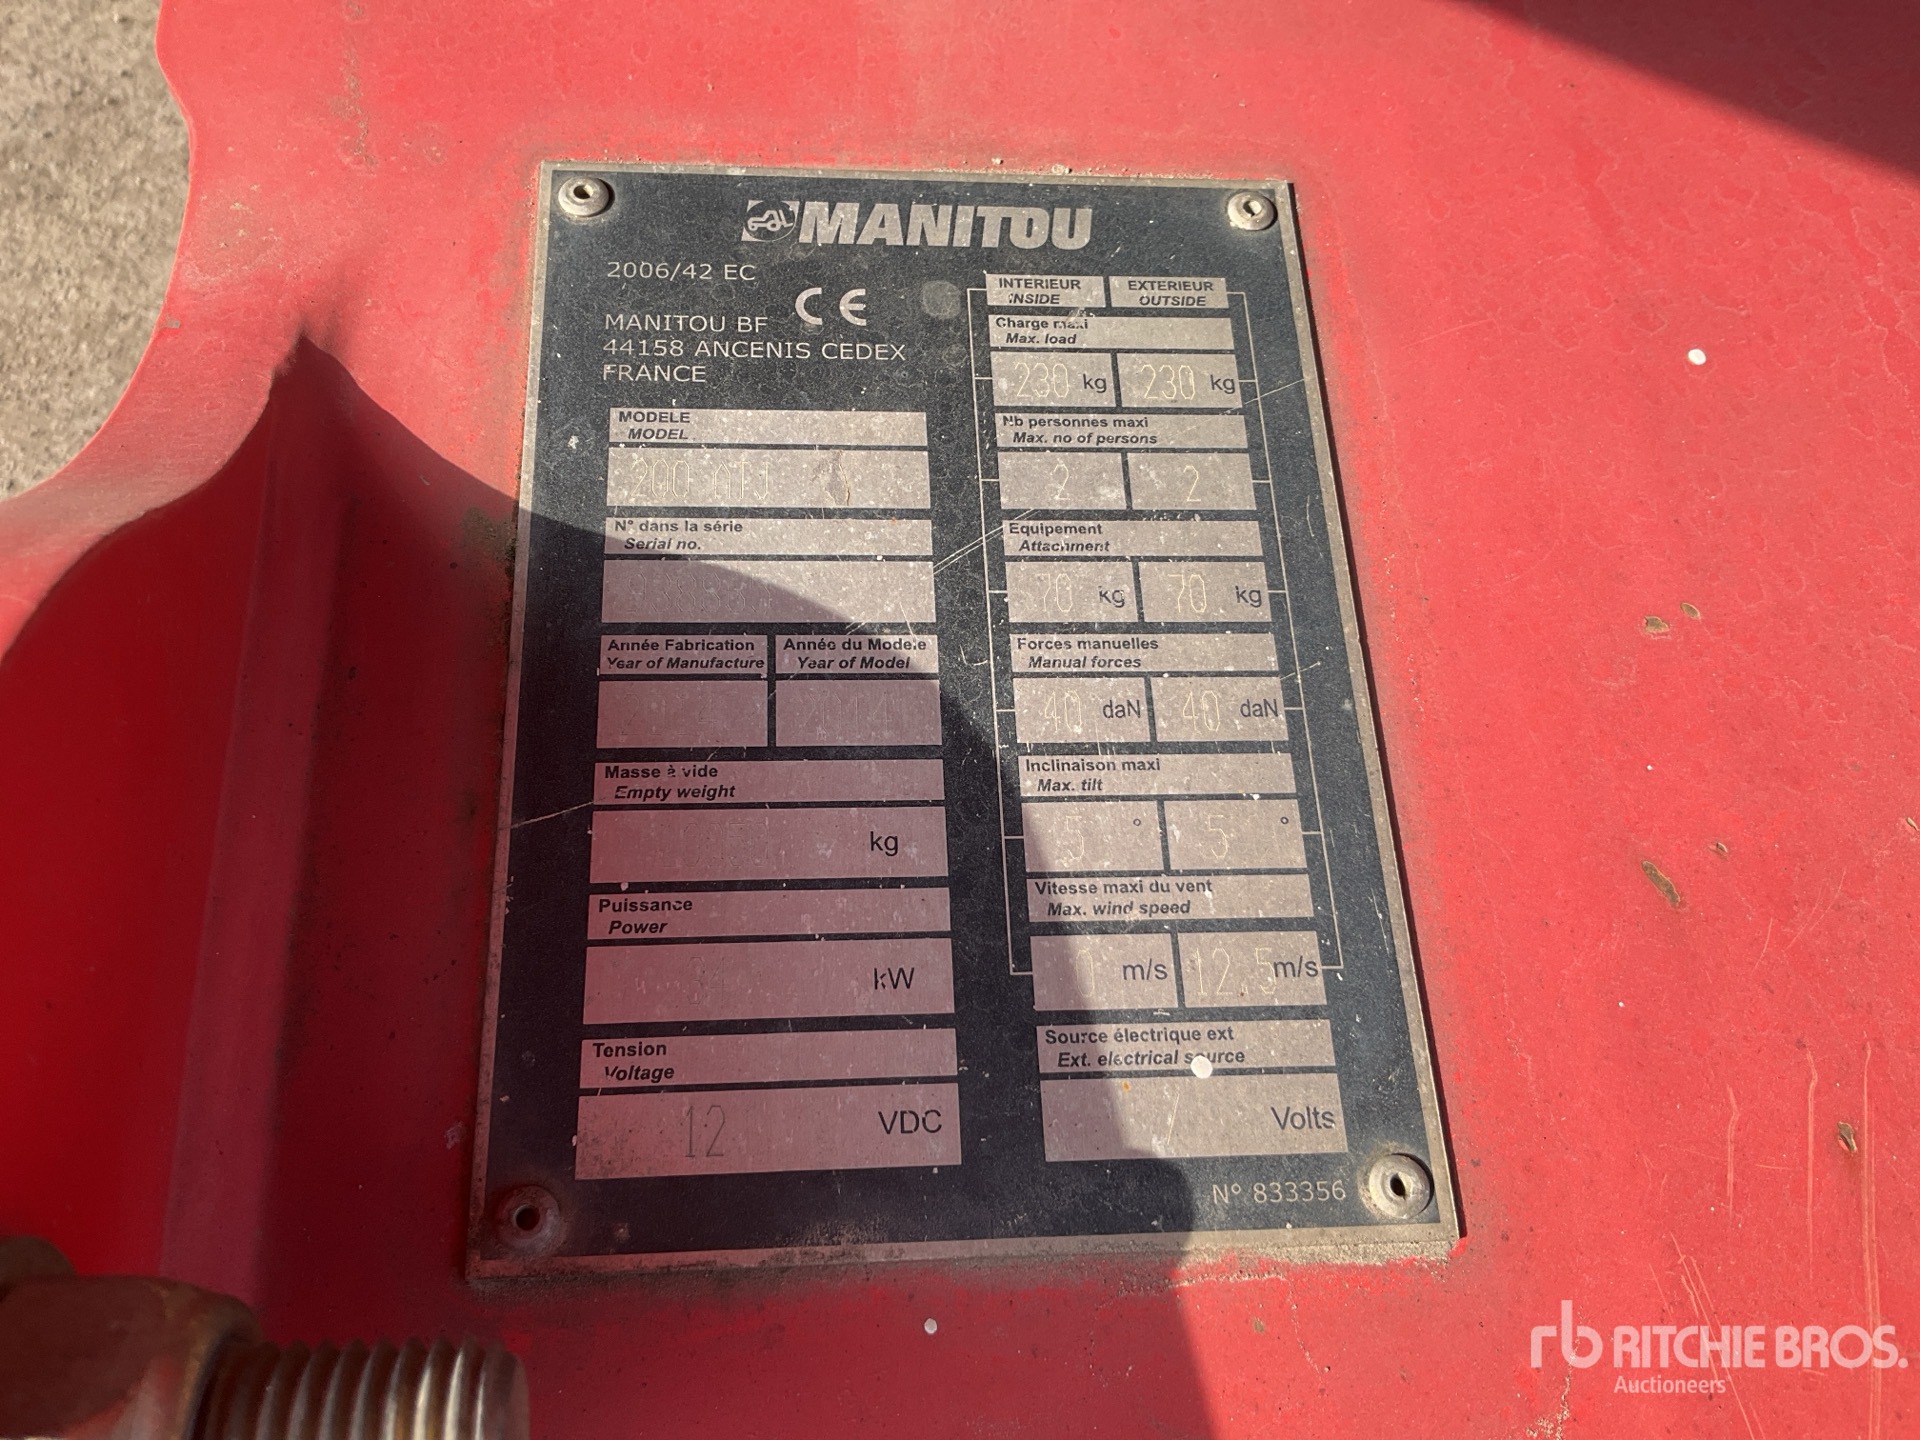 MANITOU
2006/42 EC
CE
MANITOU BF
44158 ANCENIS CEDEX
FRANCE
MODELE
MODEL
200 ATJ
N° dans la série
Serial no.
Année Fabrication
Year of Manufacture
Année du Modele
Year of Model
2014
Masse à vide
Empty weight
kg
Puissance
Power
kW
Tension
Voltage
12 VDC
INTERIEUR
INSIDE
EXTERIEUR
OUTSIDE
Charge maxi
Max. load
230 kg 230 kg
Nb personnes maxi
Max. no of persons
2 2
Equipement
Attachment
70 kg 70 kg
Forces manuelles
Manual forces
40 daN 40 daN
Inclinaison maxi
Max. tilt
5 ° 5 °
Vitesse maxi du vent
Max. wind speed
m/s 12.5 m/s
Source électrique ext
Ext. electrical source
Volts
N° 833356
rb RITCHIE BROS.
Auctioneers